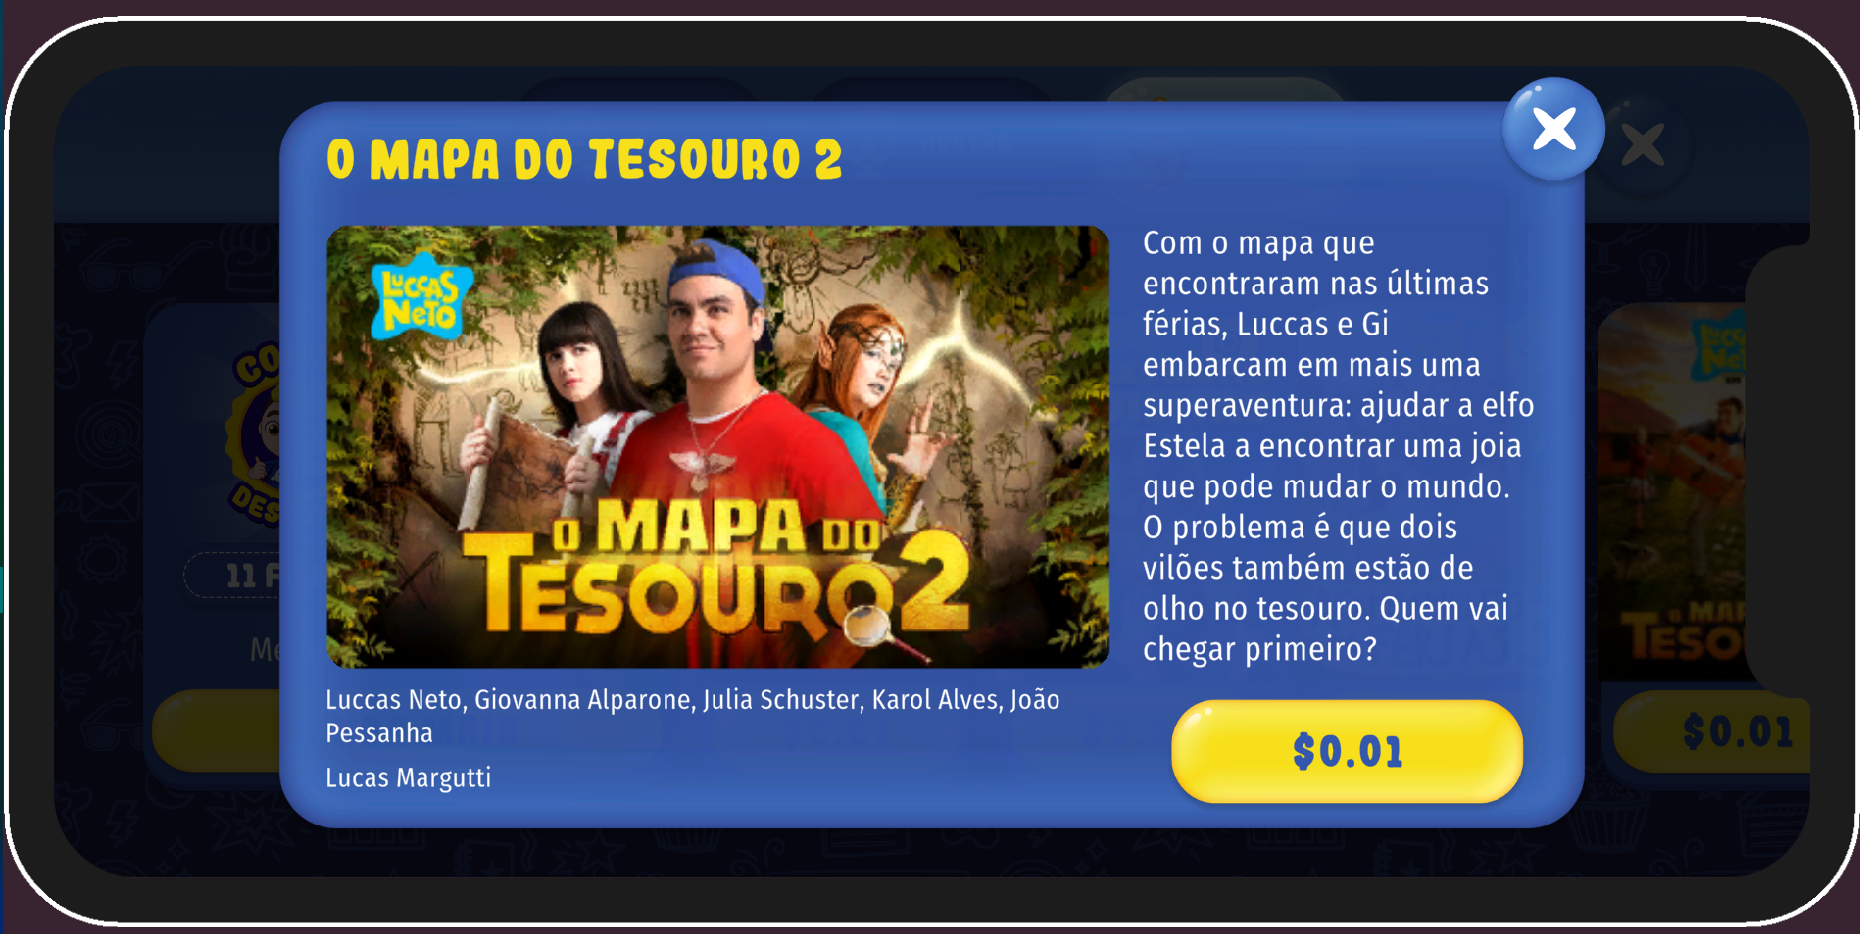 O MAPA DO TESOURO 2
LUCCAS
NETO
O MAPA DO
TESOURO 2
Com o mapa que
encontraram nas últimas
férias, Luccas e Gi
embarcam em mais uma
superaventura: ajudar a elfo
Estela a encontrar uma joia
que pode mudar o mundo.
O problema é que dois
vilões também estão de
olho no tesouro. Quem vai
chegar primeiro?
Luccas Neto, Giovanna Alparone, Julia Schuster, Karol Alves, João
Pessanha
Lucas Margutti
$0.01
$0.01